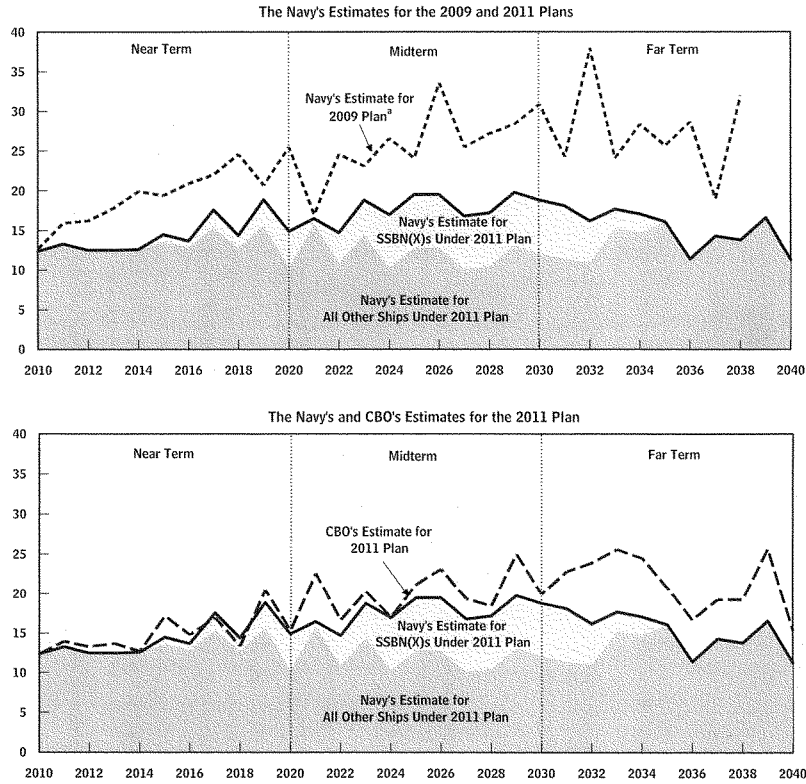 The Navy's Estimates for the 2009 and 2011 Plans
40
35
30
25
20
15
10
5
0
Near Term
Midterm
Far Term
Navy's Estimate for
2009 Planᵃ
Navy's Estimate for
SSBN(X)s Under 2011 Plan
Navy's Estimate for
All Other Ships Under 2011 Plan
2010 2012 2014 2016 2018 2020 2022 2024 2026 2028 2030 2032 2034 2036 2038 2040
The Navy's and CBO's Estimates for the 2011 Plan
40
35
30
25
20
15
10
5
0
Near Term
Midterm
Far Term
CBO's Estimate for
2011 Plan
Navy's Estimate for
SSBN(X)s Under 2011 Plan
Navy's Estimate for
All Other Ships Under 2011 Plan
2010 2012 2014 2016 2018 2020 2022 2024 2026 2028 2030 2032 2034 2036 2038 2040